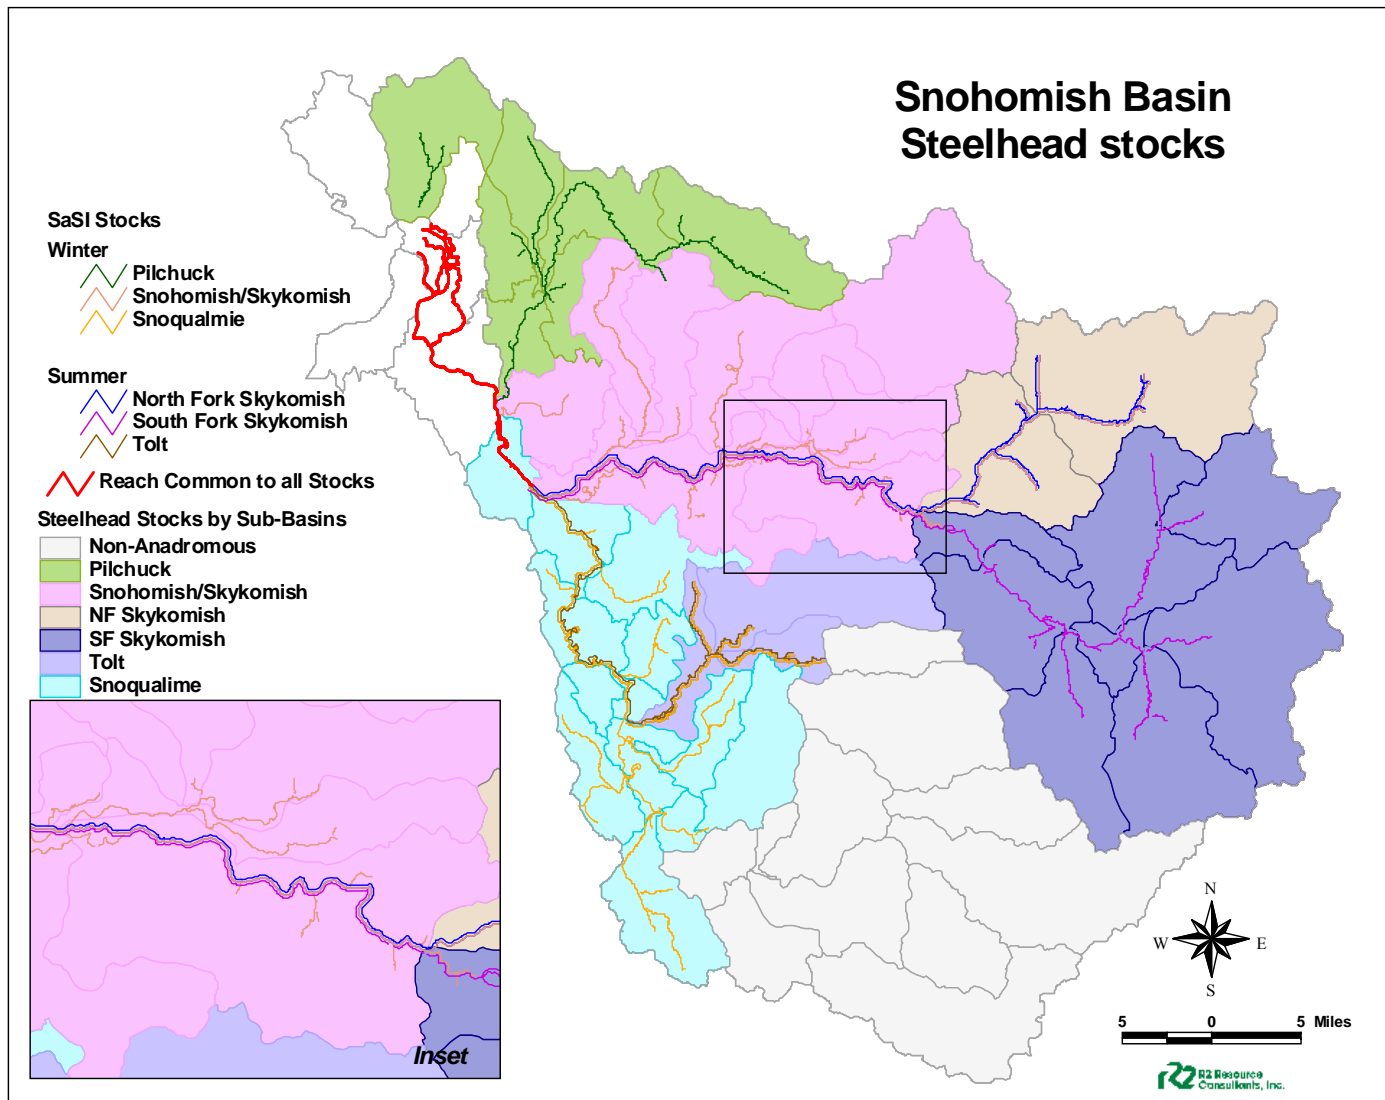 Snohomish Basin
Steelhead stocks
SaSI Stocks
Winter
Pilchuck
Snohomish/Skykomish
Snoqualmie
Summer
North Fork Skykomish
South Fork Skykomish
Tolt
Reach Common to all Stocks
Steelhead Stocks by Sub-Basins
Non-Anadromous
Pilchuck
Snohomish/Skykomish
NF Skykomish
SF Skykomish
Tolt
Snoqualime
Inset
N
W E
S
5 0 5 Miles
R2 Resource
Consultants, Inc.